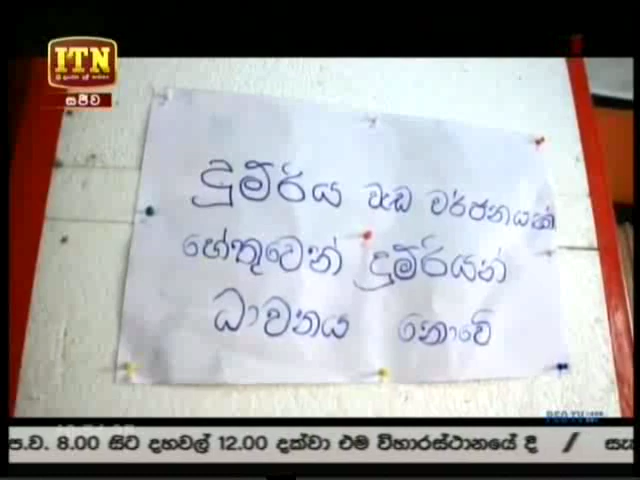 ITN
සජීව
දුම්රිය වැඩ වර්ජනයක්
හේතුවෙන් දුම්රියන්
ධාවනය නොවේ
ප.ව. 8.00 සිට දහවල් 12.00 දක්වා එම විහාරස්ථානයේ දී / සැ